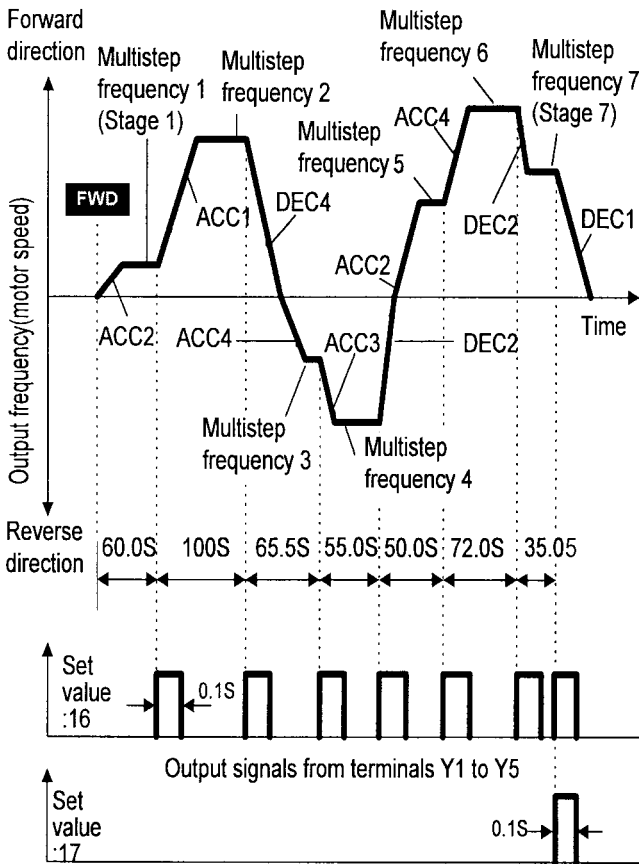 Forward
direction
Multistep
frequency 1
(Stage 1)
Multistep
frequency 2
Multistep
frequency 6
Multistep
frequency 7
(Stage 7)
ACC4
Multistep
frequency 5
FWD
ACC1
DEC4
DEC2
DEC1
ACC2
Output frequency(motor speed)
Time
ACC2
ACC4
ACC3
DEC2
Multistep
frequency 3
Multistep
frequency 4
Reverse
direction
60.0S 100S 65.5S 55.0S 50.0S 72.0S 35.05
Set
value
:16
0.1S
Output signals from terminals Y1 to Y5
Set
value
:17
0.1S